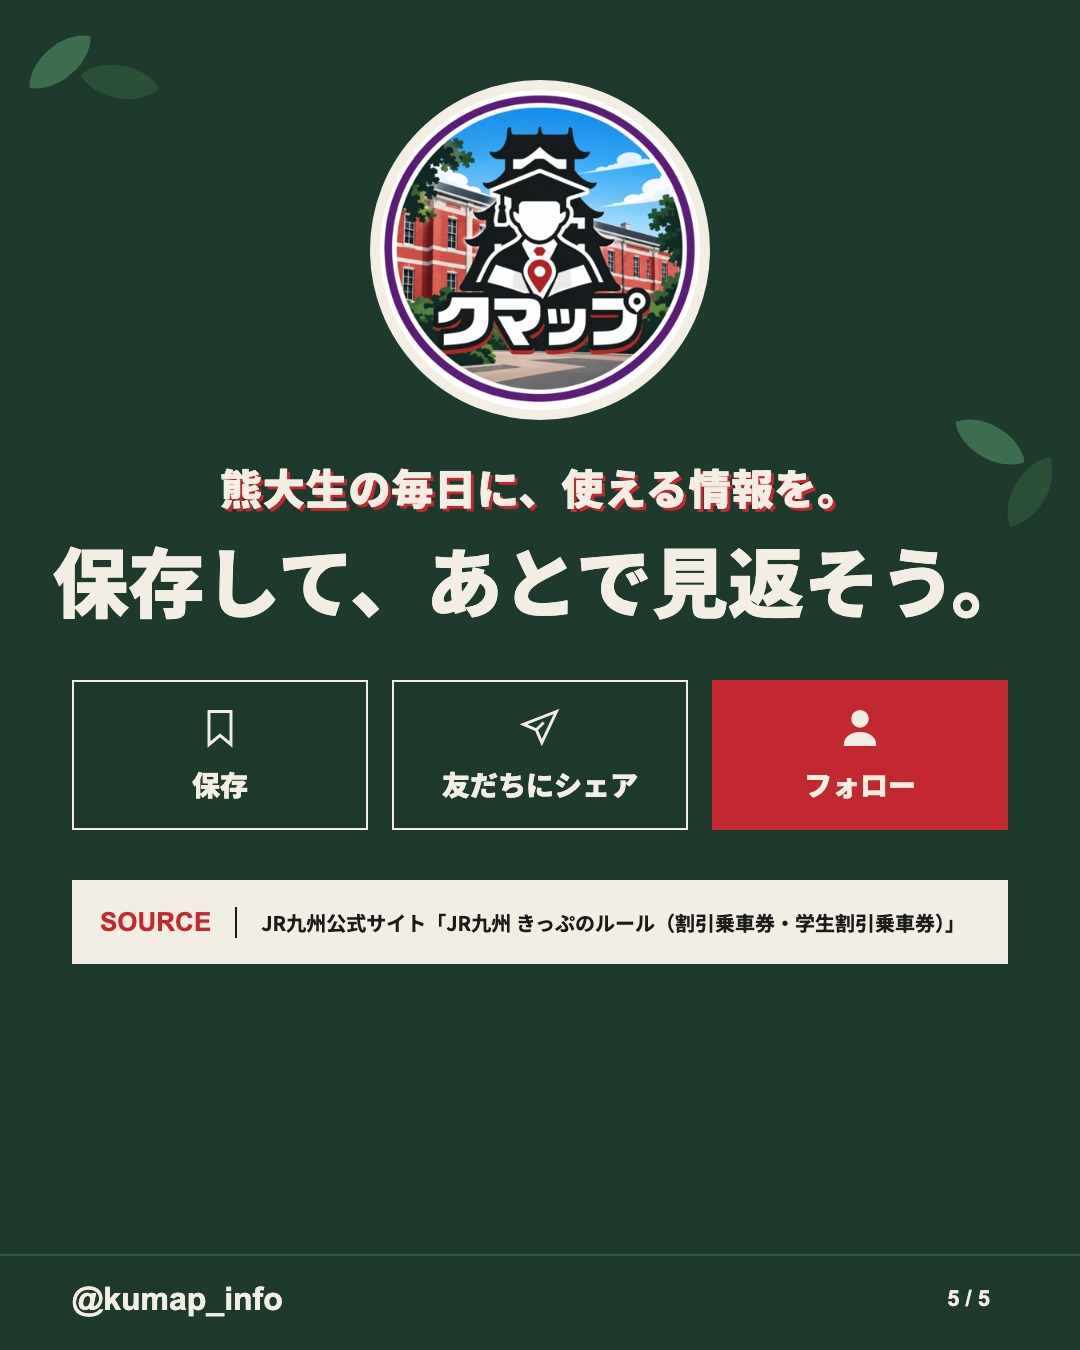 クマップ
熊大生の毎日に、使える情報を。
保存して、あとで見返そう。
保存
友だちにシェア
フォロー
SOURCE
JR九州公式サイト「JR九州 きっぷのルール（割引乗車券・学生割引乗車券）」
@kumap_info
5 / 5